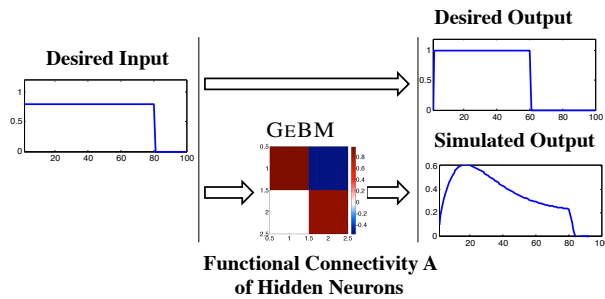 Desired Output
Desired Input
1
0
20 40 60 80 100
1
0.5
0
20 40 60 80 100
GEBM
0.5
1
1.5
2
2.5
0.5 1 1.5 2 2.5
0.8
0.6
0.4
0.2
0
-0.2
-0.4
Simulated Output
0.6
0.4
0.2
0
20 40 60 80 100
Functional Connectivity A
of Hidden Neurons